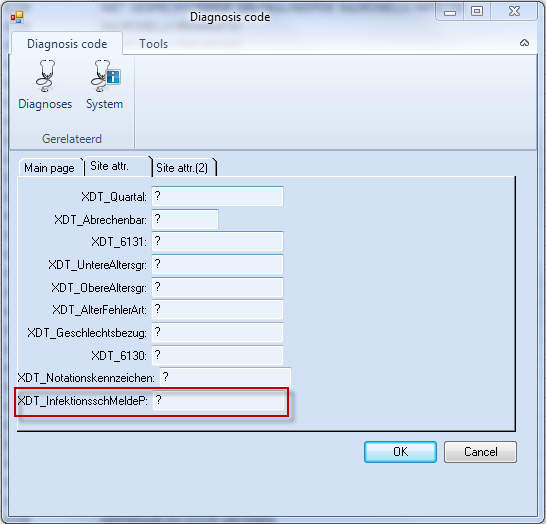 Diagnosis code
Diagnosis code Tools
Diagnoses System
Gerelateerd
Main page Site attr. Site attr.(2)
XDT_Quartal: ?
XDT_Abrechenbar: ?
XDT_6131: ?
XDT_UntereAltersgr: ?
XDT_ObereAltersgr: ?
XDT_AlterFehlerArt: ?
XDT_Geschlechtsbezug: ?
XDT_6130: ?
XDT_Notationskennzeichen: ?
XDT_InfektionsschMeldeP: ?
OK Cancel